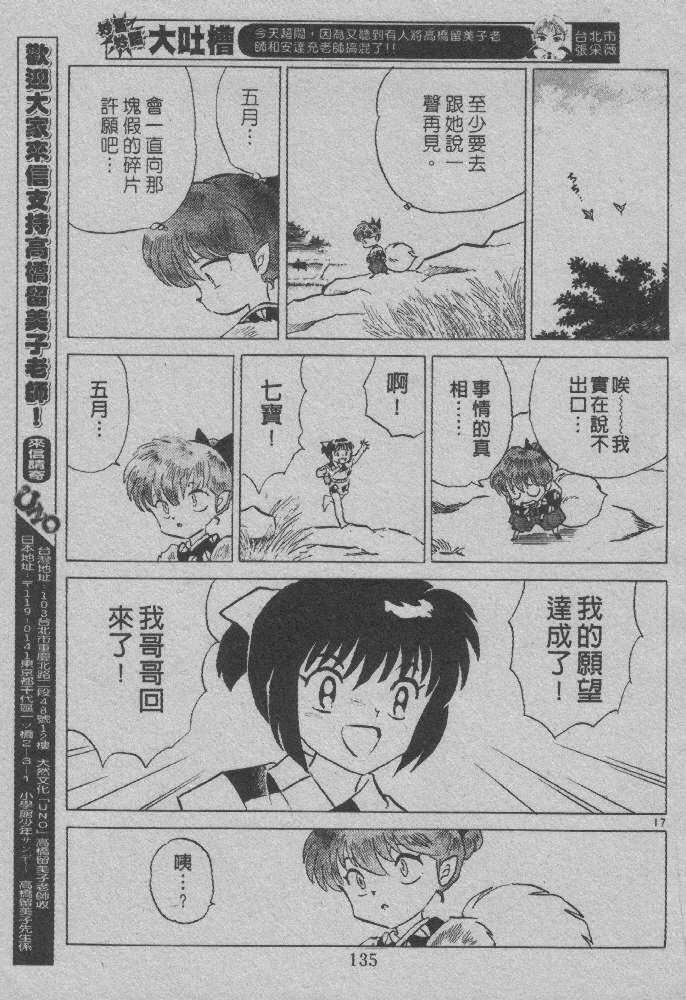 大吐槽
今天超悶，因為又聽到有人將高橋留美子老
師和安達充老師搞混了!!
台北市
張采薇
ちち…
至少要去
跟她說一
聲再見。
五月…
會一直向那
塊假的碎片
許願吧…
唉~~~我
實在說不
出口…
事情的真
相……
啊！
七寶！
五月…
我的願望
達成了！
我哥哥回
來了！
17
咦…？
135
歡迎大家來信支持高橋留美子老師！
來信請寄
UNO
台灣地址：103台北市重慶北路二段48號12樓 大然文化「UNO」高橋留美子老師收
日本地址：〒119-0141東京都千代區一ツ橋2-3-1 小學館少年サンデー 高橋留美子先生係